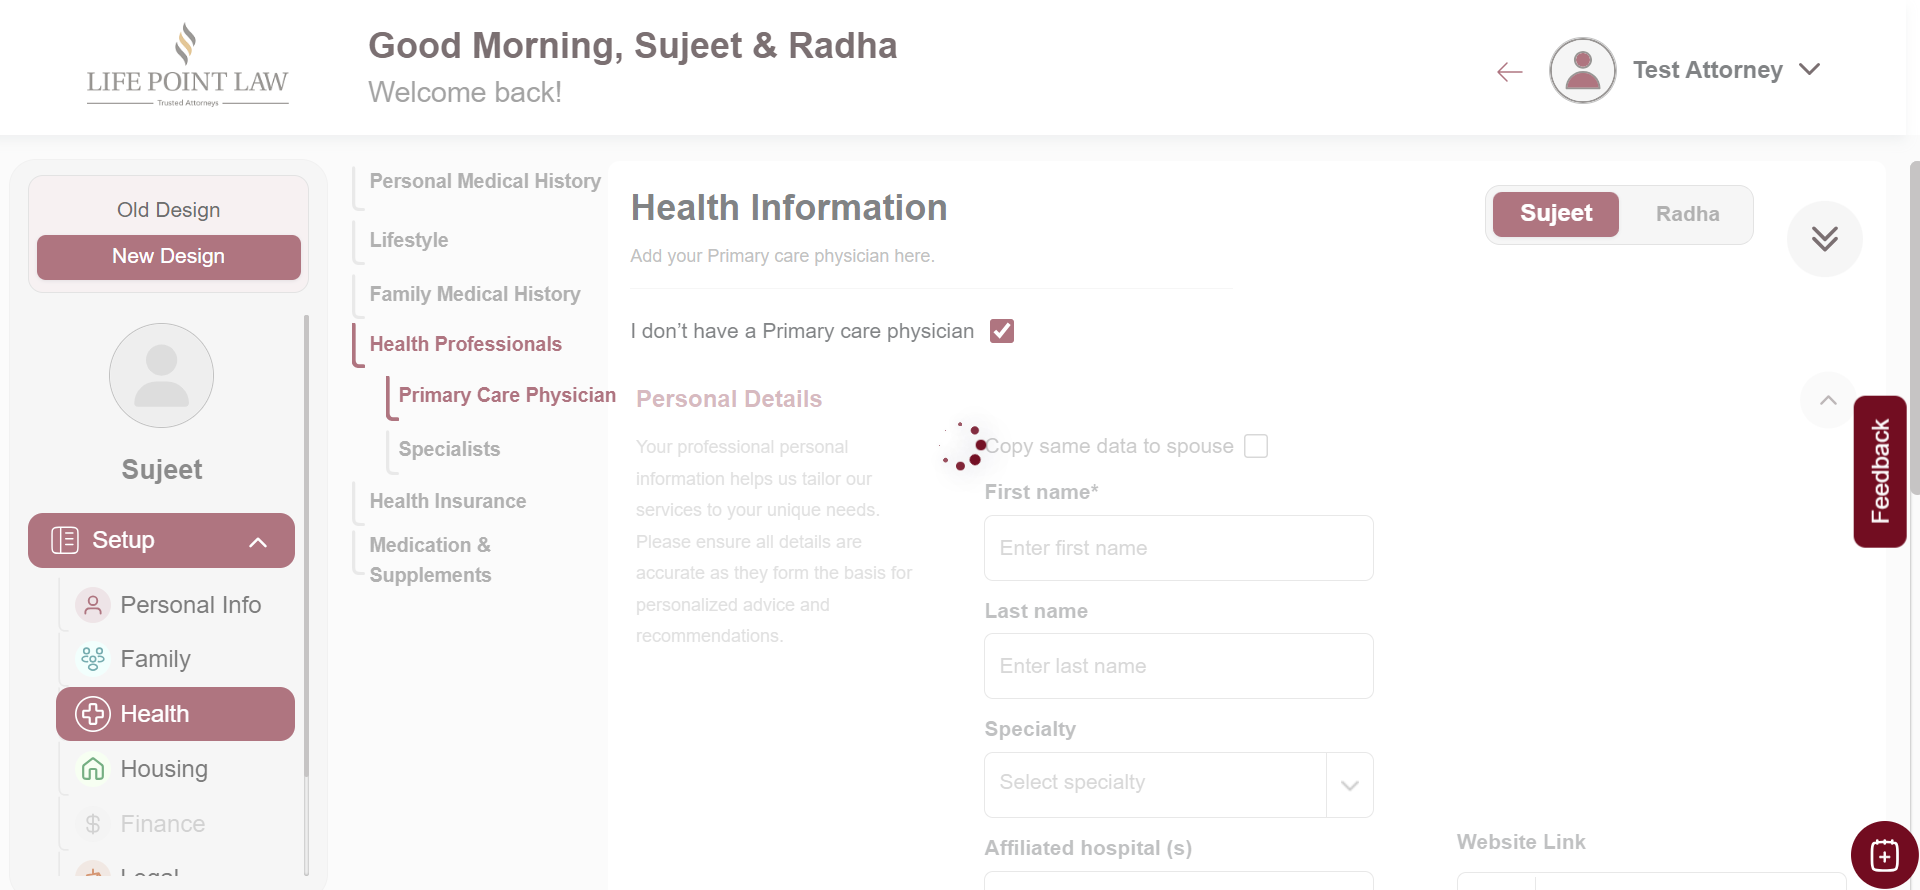 LIFE POINT LAW
Trusted Attorneys
Good Morning, Sujeet & Radha
Welcome back!
Test Attorney
Old Design
New Design
Sujeet
Setup
Personal Info
Family
Health
Housing
Finance
Legal
Personal Medical History
Lifestyle
Family Medical History
Health Professionals
Primary Care Physician
Specialists
Health Insurance
Medication &
Supplements
Health Information
Add your Primary care physician here.
Sujeet
Radha
I don’t have a Primary care physician
Personal Details
Your professional personal
information helps us tailor our
services to your unique needs.
Please ensure all details are
accurate as they form the basis for
personalized advice and
recommendations.
Copy same data to spouse
First name*
Enter first name
Last name
Enter last name
Specialty
Select specialty
Affiliated hospital (s)
Website Link
Feedback